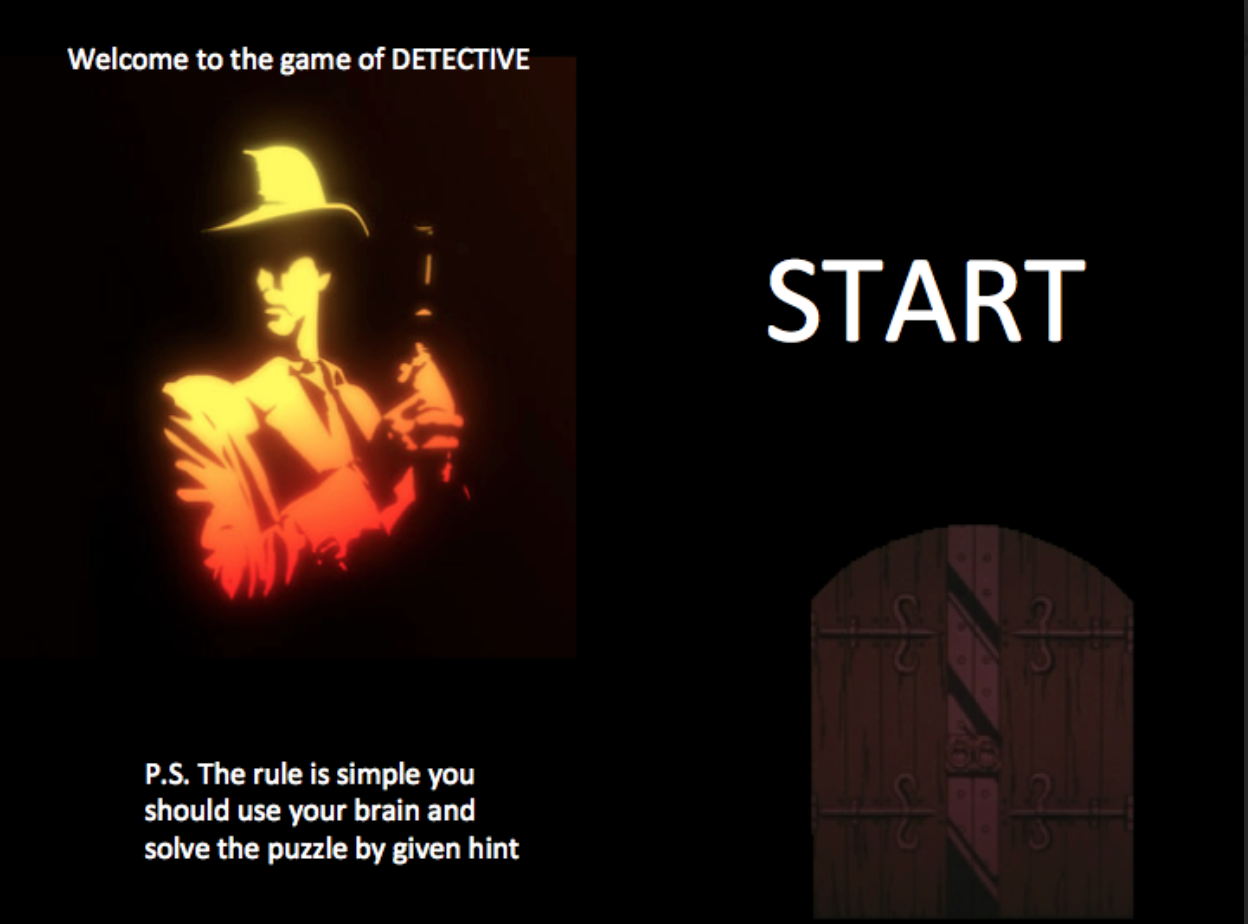 Welcome to the game of DETECTIVE
START
P.S. The rule is simple you
should use your brain and
solve the puzzle by given hint